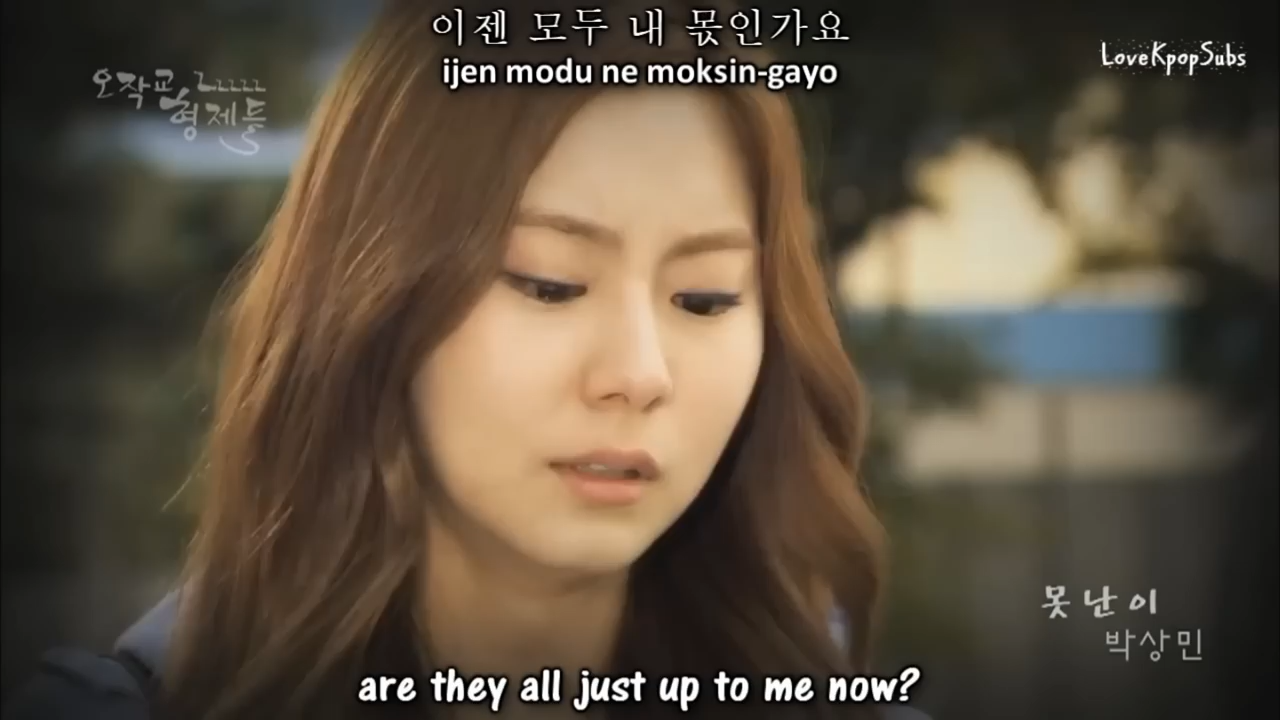 이젠 모두 내 몫인가요
ijen modu ne moksin-gayo
LoveKpopSubs
오작교
형제들
못난이
박상민
are they all just up to me now?